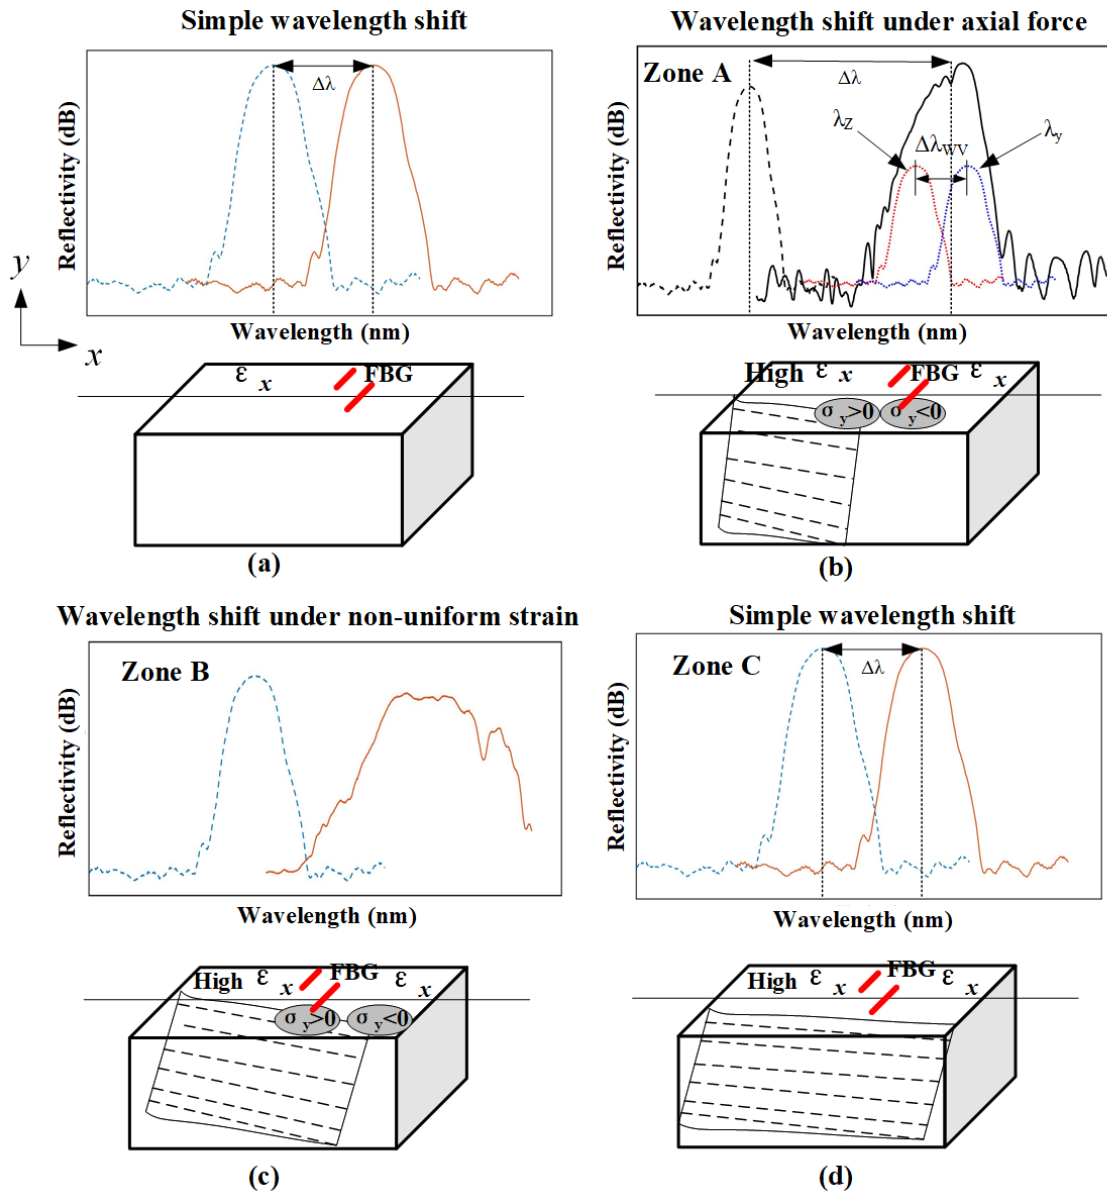 Simple wavelength shift
Δλ
Reflectivity (dB)
Wavelength (nm)
y
x
ε x
FBG
(a)
Wavelength shift under axial force
Zone A
Δλ
λZ
ΔλWV
λy
Reflectivity (dB)
Wavelength (nm)
High ε x FBG ε x
σ y>0 σ y<0
(b)
Wavelength shift under non-uniform strain
Zone B
Reflectivity (dB)
Wavelength (nm)
High ε x FBG ε x
σ y>0 σ y<0
(c)
Simple wavelength shift
Zone C
Δλ
Reflectivity (dB)
Wavelength (nm)
High ε x FBG ε x
(d)